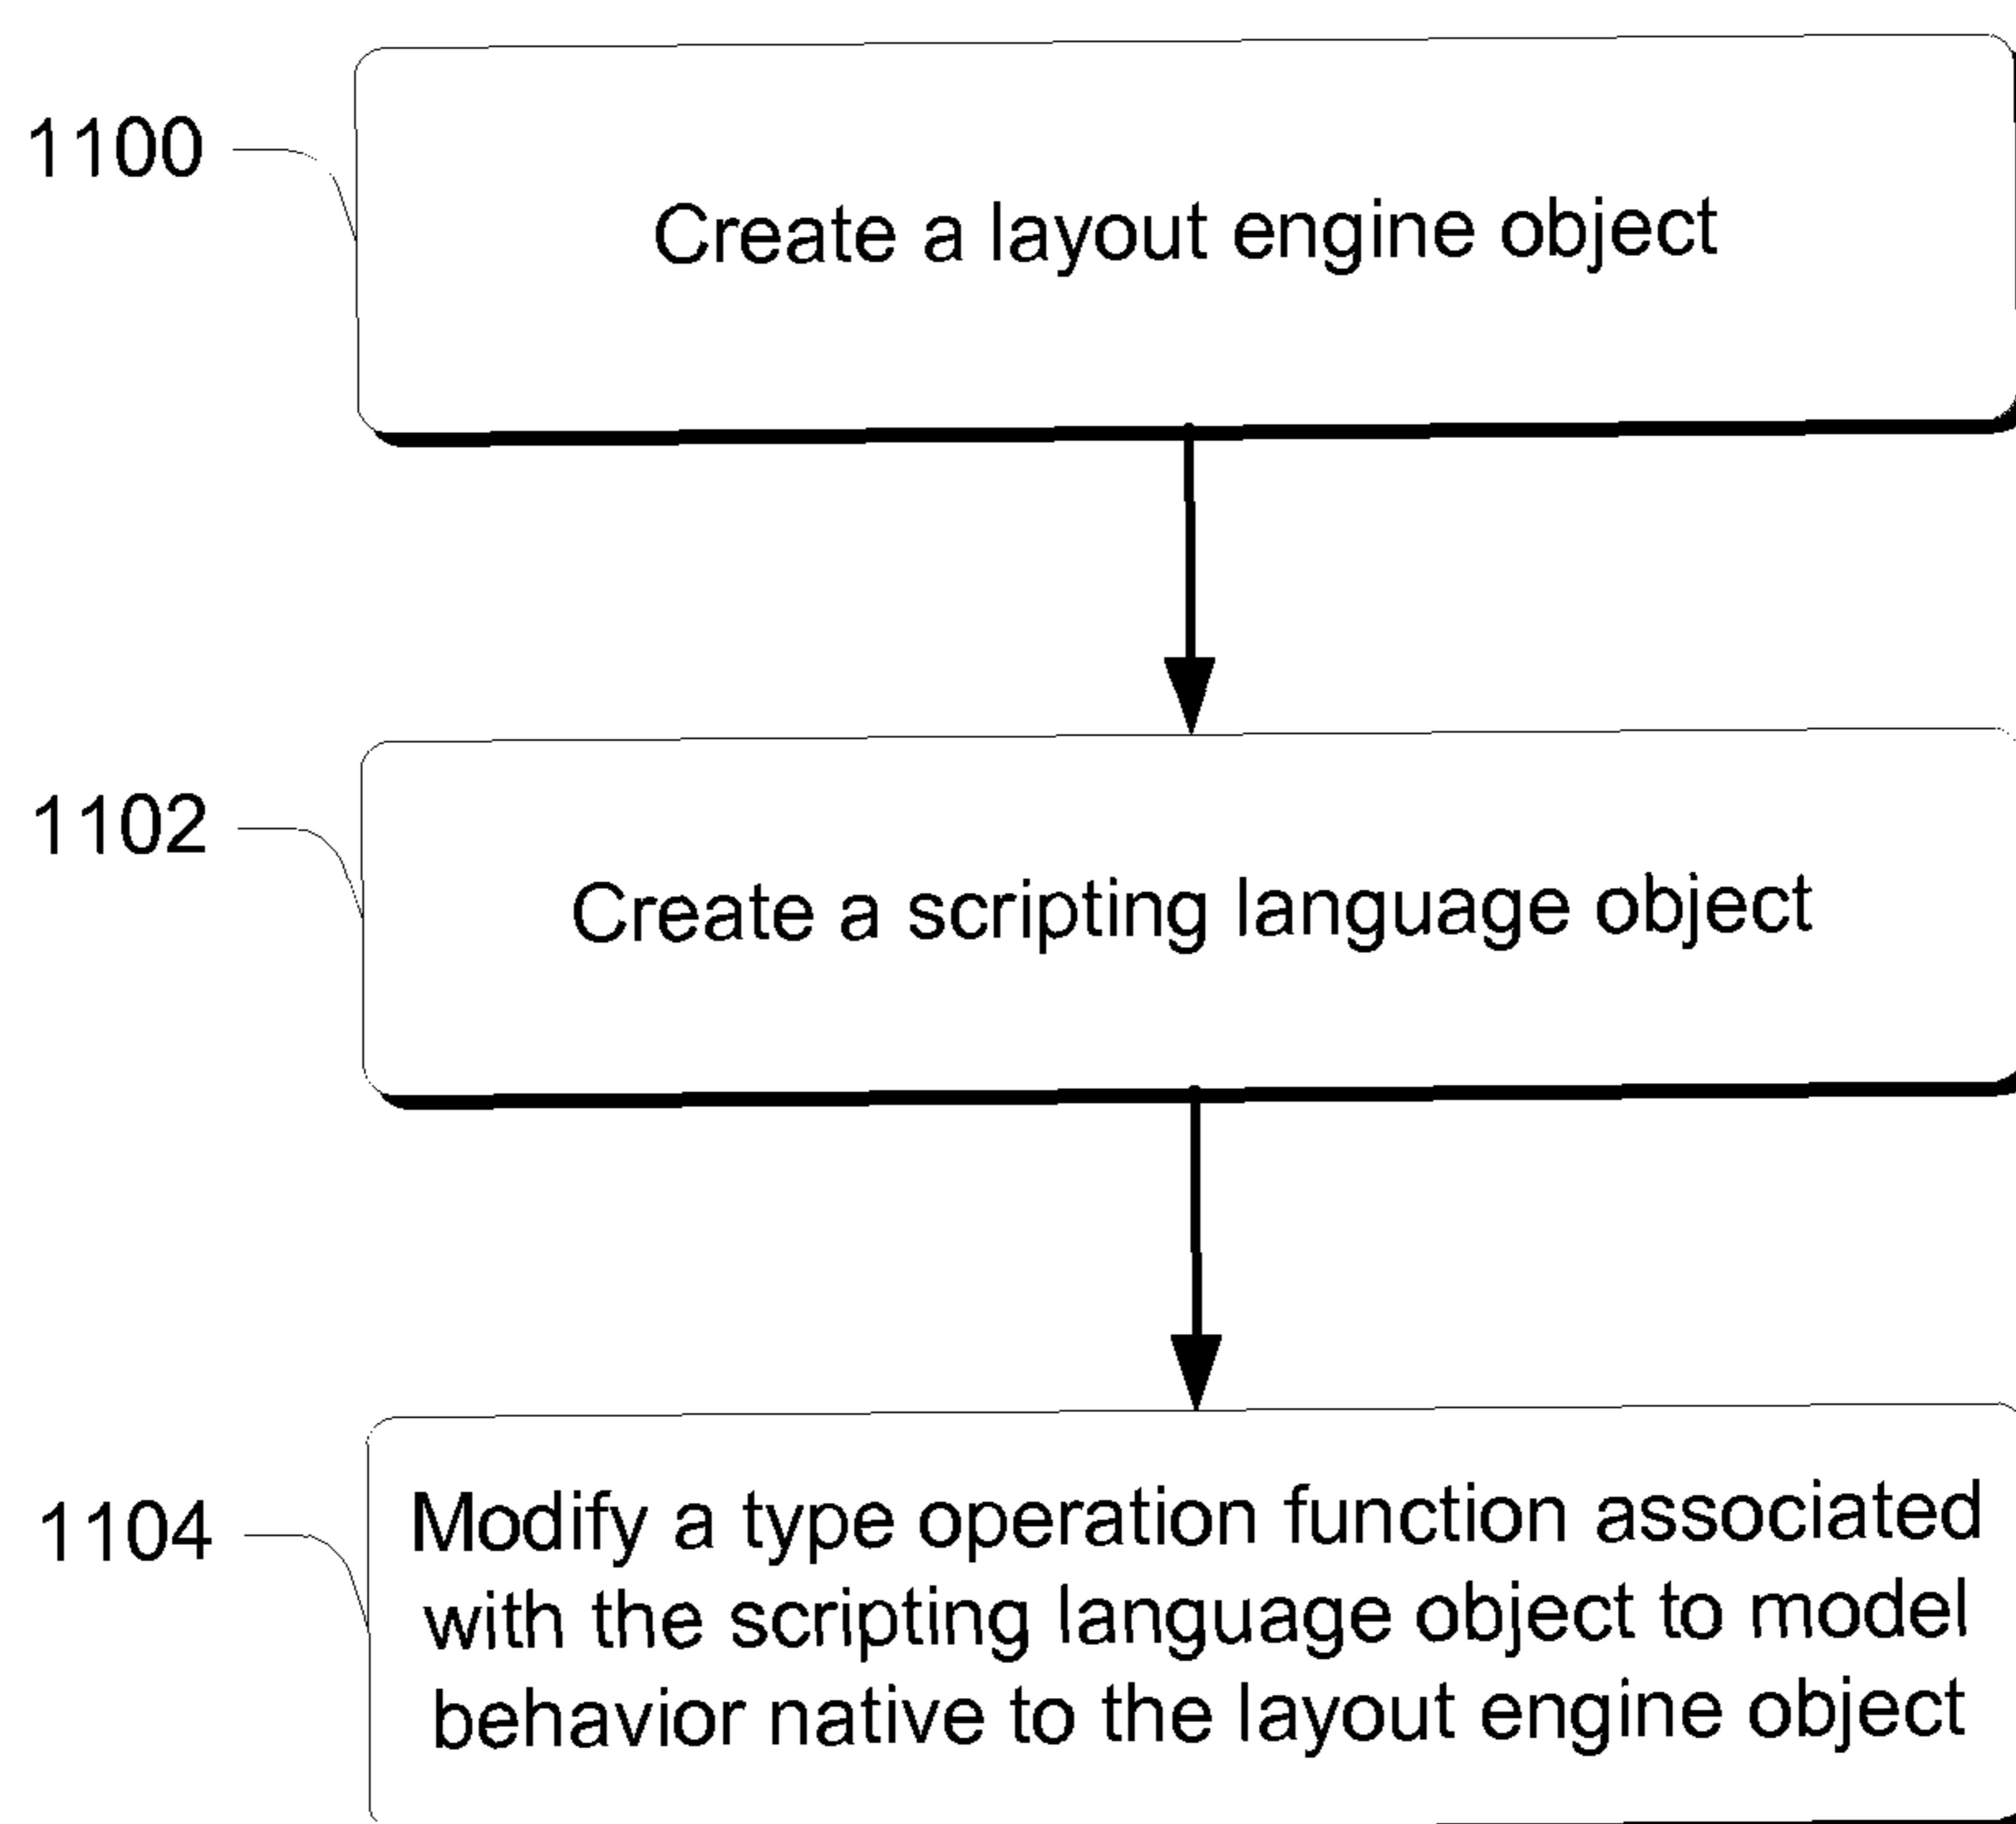 1100
Create a layout engine object
1102
Create a scripting language object
1104
Modify a type operation function associated
with the scripting language object to model
behavior native to the layout engine object